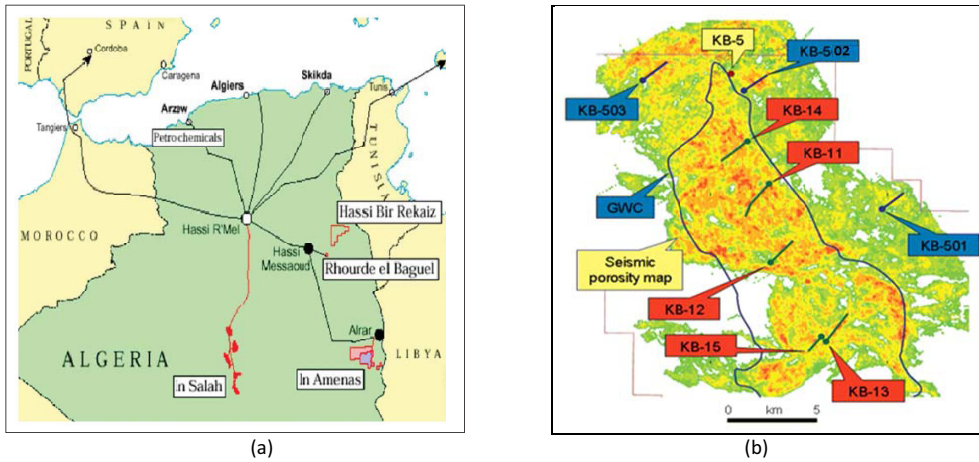 SPAIN
PORTUGAL
Cordoba
Caragena
Algiers
Skikda
Tunis
Arzew
Tangiers
Petrochemicals
TUNISIA
Hassi Bir Rekaiz
Hassi R'Mel
MOROCCO
Hassi
Messaoud
Rhourde el Baguel
Alrar
ALGERIA
LIBYA
In Salah
In Amenas
(a)
KB-5
KB-502
KB-503
KB-14
KB-11
GWC
KB-501
Seismic
porosity map
KB-12
KB-15
KB-13
0 km 5
(b)